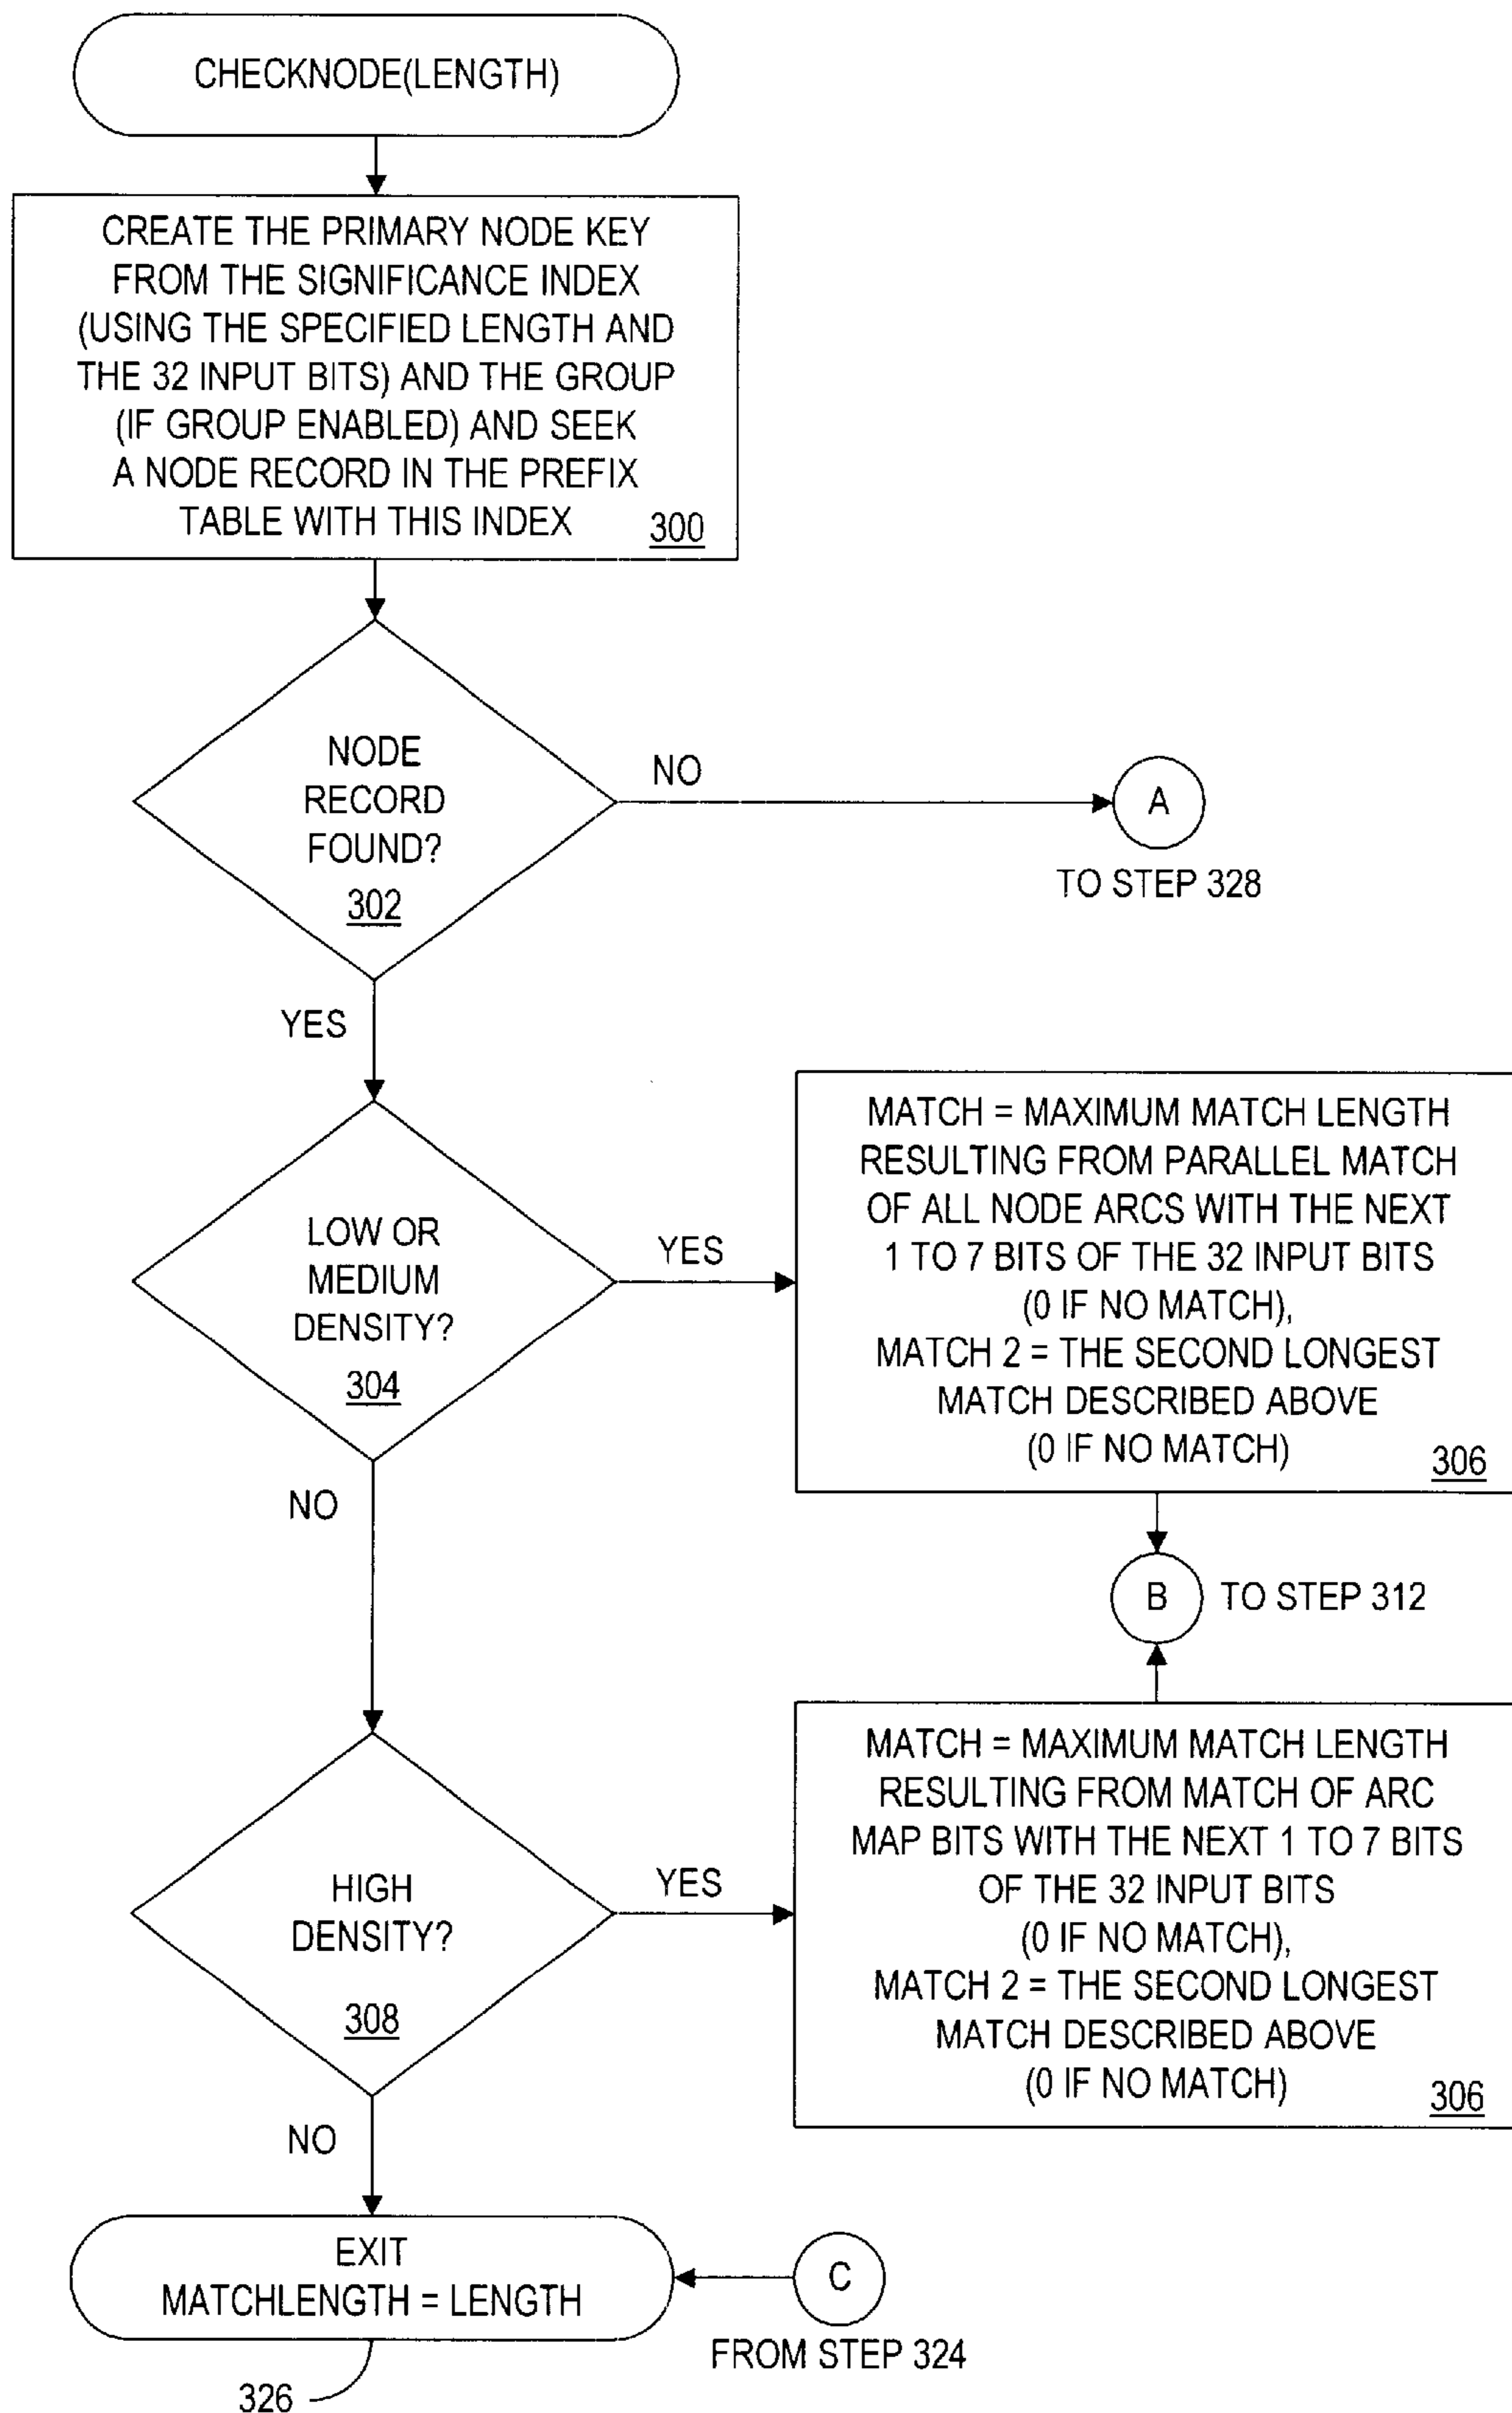 CHECKNODE(LENGTH)
CREATE THE PRIMARY NODE KEY
FROM THE SIGNIFICANCE INDEX
(USING THE SPECIFIED LENGTH AND
THE 32 INPUT BITS) AND THE GROUP
(IF GROUP ENABLED) AND SEEK
A NODE RECORD IN THE PREFIX
TABLE WITH THIS INDEX 300
NODE
RECORD
FOUND?
302
NO
A
TO STEP 328
YES
LOW OR
MEDIUM
DENSITY?
304
YES
MATCH = MAXIMUM MATCH LENGTH
RESULTING FROM PARALLEL MATCH
OF ALL NODE ARCS WITH THE NEXT
1 TO 7 BITS OF THE 32 INPUT BITS
(0 IF NO MATCH),
MATCH 2 = THE SECOND LONGEST
MATCH DESCRIBED ABOVE
(0 IF NO MATCH)
306
NO
B TO STEP 312
HIGH
DENSITY?
308
YES
MATCH = MAXIMUM MATCH LENGTH
RESULTING FROM MATCH OF ARC
MAP BITS WITH THE NEXT 1 TO 7 BITS
OF THE 32 INPUT BITS
(0 IF NO MATCH),
MATCH 2 = THE SECOND LONGEST
MATCH DESCRIBED ABOVE
(0 IF NO MATCH)
306
NO
EXIT
MATCHLENGTH = LENGTH
C
FROM STEP 324
326